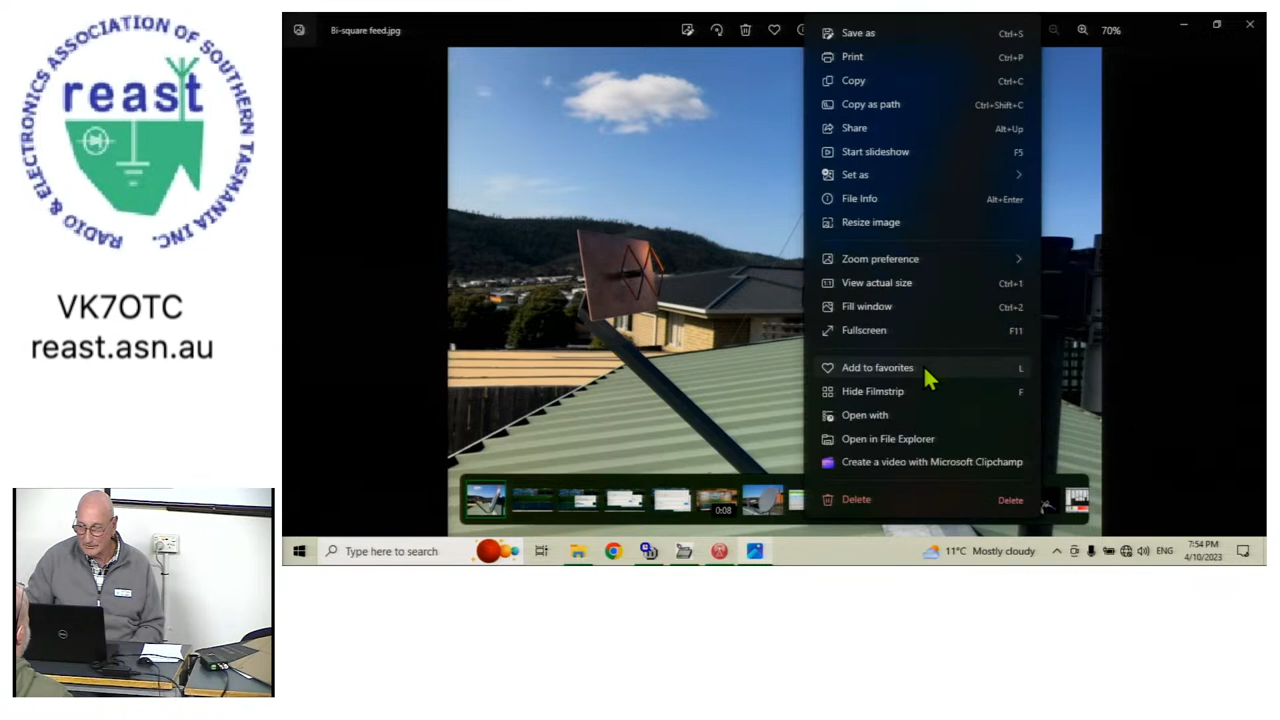 RADIO & ELECTRONICS ASSOCIATION OF SOUTHERN TASMANIA INC.
reast
VK7OTC
reast.asn.au
Bi-square feed.jpg
70%
Save as Ctrl+S
Print Ctrl+P
Copy Ctrl+C
Copy as path Ctrl+Shift+C
Share Alt+Up
Start slideshow F5
Set as
File Info Alt+Enter
Resize image
Zoom preference
View actual size Ctrl+1
Fill window Ctrl+2
Fullscreen F11
Add to favorites L
Hide Filmstrip F
Open with
Open in File Explorer
Create a video with Microsoft Clipchamp
Delete Delete
0:08
Type here to search
11°C Mostly cloudy
ENG
7:54 PM
4/10/2023